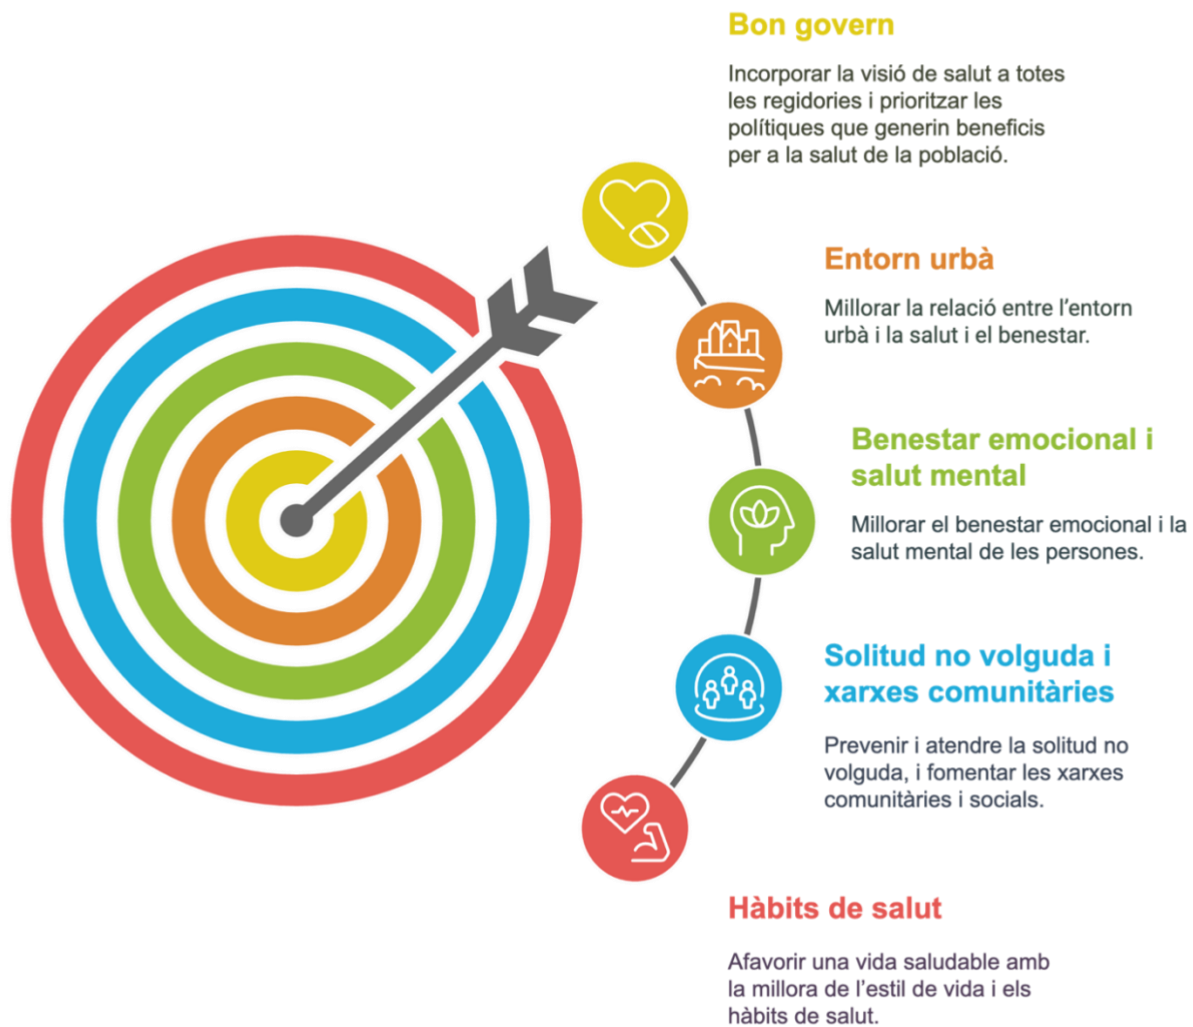 Bon govern
Incorporar la visió de salut a totes
les regidories i prioritzar les
polítiques que generin beneficis
per a la salut de la població.
Entorn urbà
Millorar la relació entre l’entorn
urbà i la salut i el benestar.
Benestar emocional i
salut mental
Millorar el benestar emocional i la
salut mental de les persones.
Solitud no volguda i
xarxes comunitàries
Prevenir i atendre la solitud no
volguda, i fomentar les xarxes
comunitàries i socials.
Hàbits de salut
Afavorir una vida saludable amb
la millora de l’estil de vida i els
hàbits de salut.